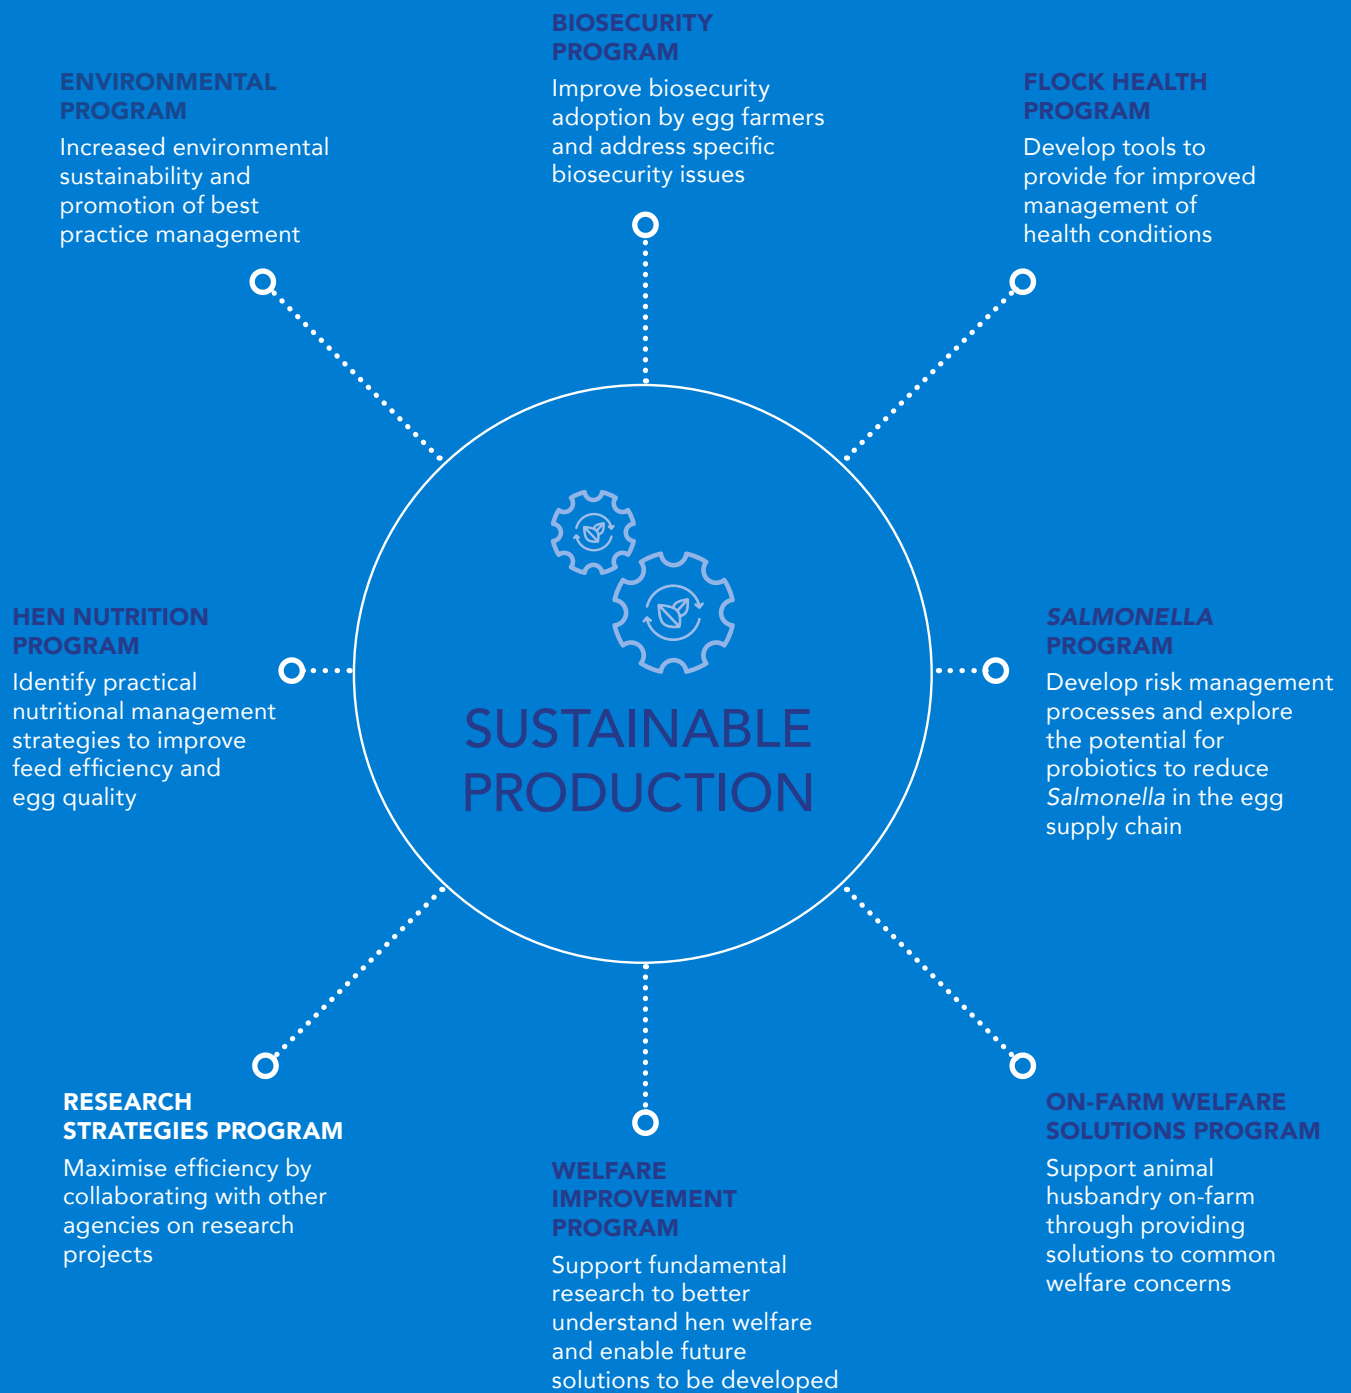 BIOSECURITY
PROGRAM
Improve biosecurity
adoption by egg farmers
and address specific
biosecurity issues
ENVIRONMENTAL
PROGRAM
Increased environmental
sustainability and
promotion of best
practice management
FLOCK HEALTH
PROGRAM
Develop tools to
provide for improved
management of
health conditions
HEN NUTRITION
PROGRAM
Identify practical
nutritional management
strategies to improve
feed efficiency and
egg quality
SUSTAINABLE
PRODUCTION
SALMONELLA
PROGRAM
Develop risk management
processes and explore
the potential for
probiotics to reduce
Salmonella in the egg
supply chain
RESEARCH
STRATEGIES PROGRAM
Maximise efficiency by
collaborating with other
agencies on research
projects
WELFARE
IMPROVEMENT
PROGRAM
Support fundamental
research to better
understand hen welfare
and enable future
solutions to be developed
ON-FARM WELFARE
SOLUTIONS PROGRAM
Support animal
husbandry on-farm
through providing
solutions to common
welfare concerns